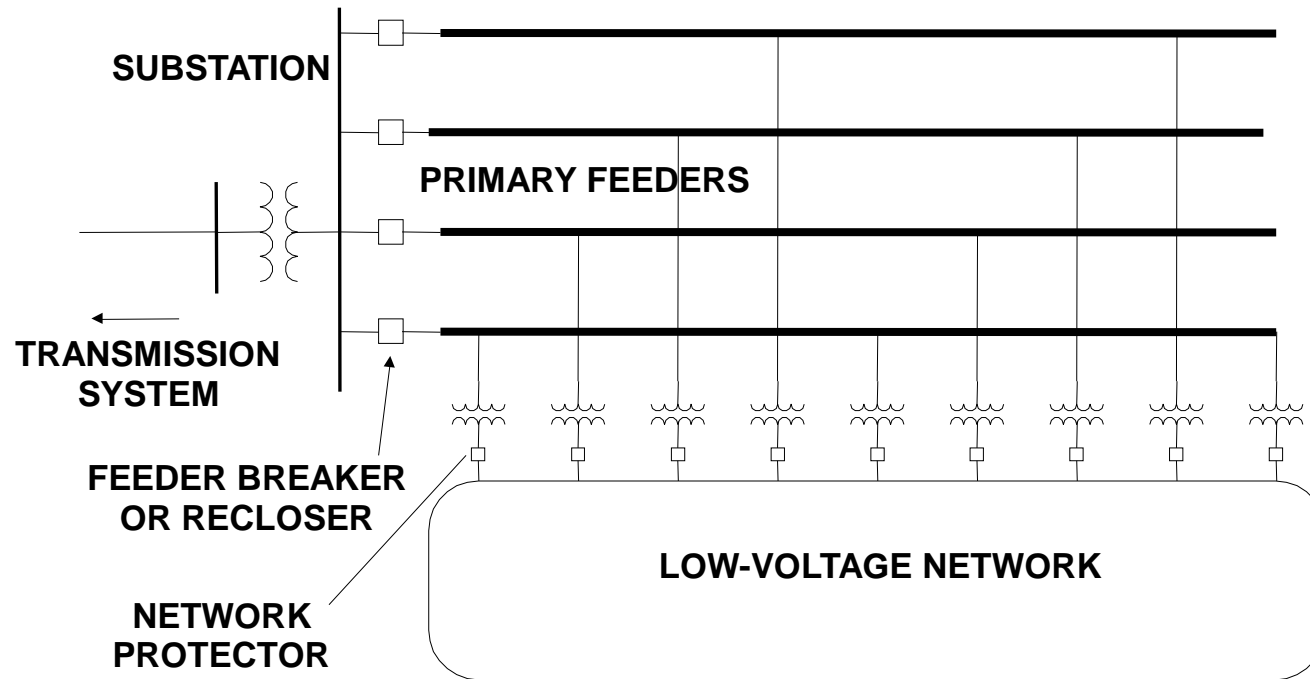 SUBSTATION
PRIMARY FEEDERS
TRANSMISSION
SYSTEM
FEEDER BREAKER
OR RECLOSER
LOW-VOLTAGE NETWORK
NETWORK
PROTECTOR